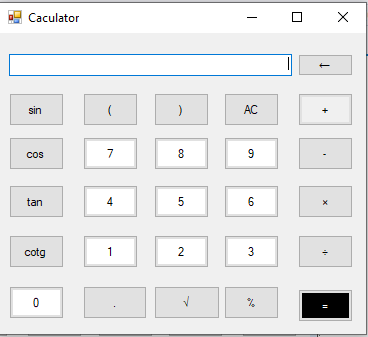 Caculator
←
sin ( ) AC +
cos 7 8 9 -
tan 4 5 6 ×
cotg 1 2 3 ÷
0 . √ % =